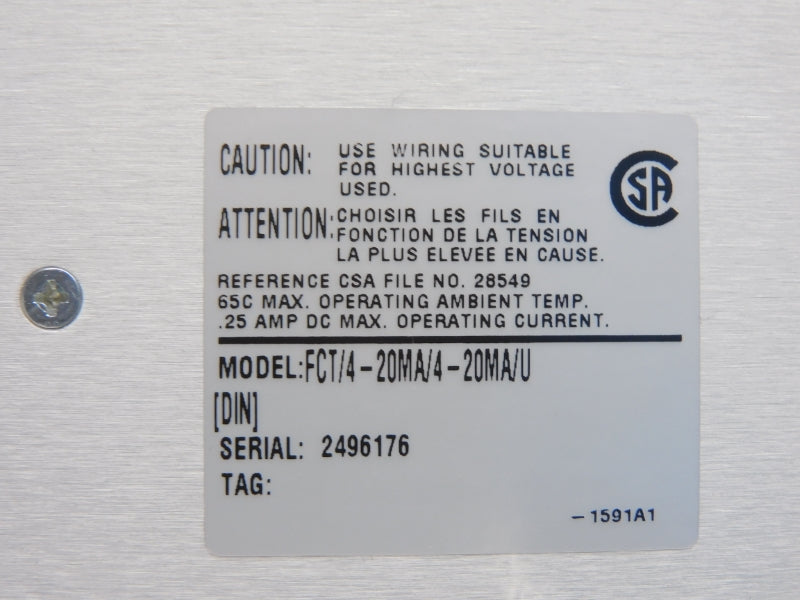 CAUTION: USE WIRING SUITABLE
FOR HIGHEST VOLTAGE
USED.
CSA
ATTENTION: CHOISIR LES FILS EN
FONCTION DE LA TENSION
LA PLUS ELEVEE EN CAUSE.
REFERENCE CSA FILE NO. 28549
65C MAX. OPERATING AMBIENT TEMP.
.25 AMP DC MAX. OPERATING CURRENT.
MODEL:FCT/4-20MA/4-20MA/U
[DIN]
SERIAL: 2496176
TAG:
-1591A1